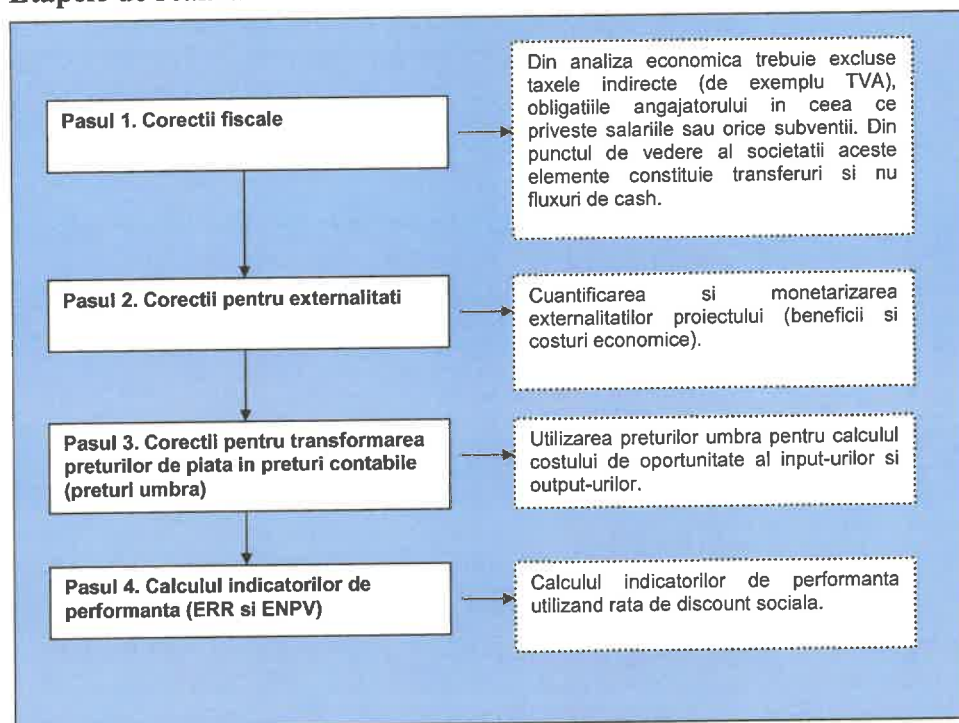 Pasul 1. Corectii fiscale
Din analiza economica trebuie excluse
taxele indirecte (de exemplu TVA),
obligatiile angajatorului in ceea ce
priveste salariile sau orice subventii. Din
punctul de vedere al societatii aceste
elemente constituie transferuri si nu
fluxuri de cash.
Pasul 2. Corectii pentru externalitati
Cuantificarea si monetarizarea
externalitatilor proiectului (beneficii si
costuri economice).
Pasul 3. Corectii pentru transformarea
preturilor de piata in preturi contabile
(preturi umbra)
Utilizarea preturilor umbra pentru calculul
costului de oportunitate al input-urilor si
output-urilor.
Pasul 4. Calculul indicatorilor de
performanta (ERR si ENPV)
Calculul indicatorilor de performanta
utilizand rata de discount sociala.